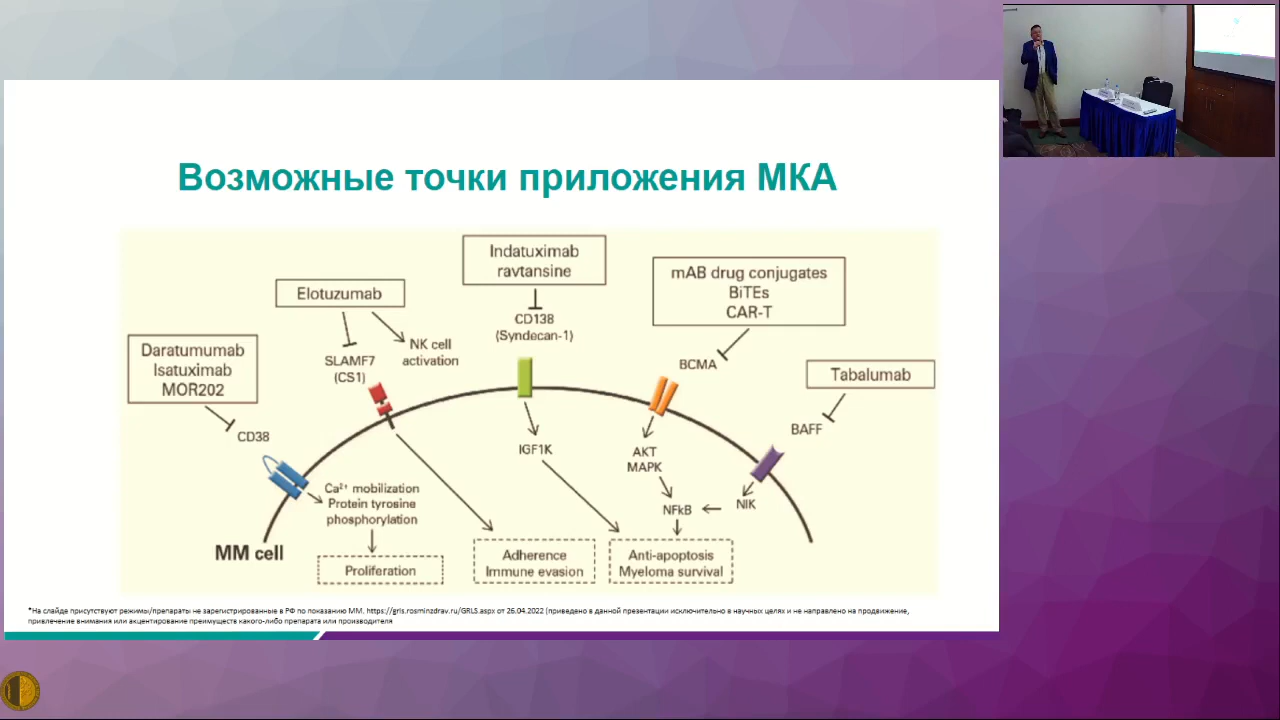 Возможные точки приложения МКА
Indatuximab
ravtansine
mAB drug conjugates
BiTEs
CAR-T
Elotuzumab
CD138
(Syndecan-1)
NK cell
activation
SLAMF7
(CS1)
Daratumumab
Isatuximab
MOR202
BCMA
Tabalumab
CD38
BAFF
IGF1K
AKT
MAPK
Ca²⁺ mobilization
Protein tyrosine
phosphorylation
NFkB
NIK
MM cell
Proliferation
Adherence
Immune evasion
Anti-apoptosis
Myeloma survival
*На слайде присутствуют режимы/препараты не зарегистрированные в РФ по показанию ММ. https://grls.rosminzdrav.ru/GRLS.aspx от 26.04.2022 (приведено в данной презентации исключительно в научных целях и не направлено на продвижение,
привлечение внимания или акцентирование преимуществ какого-либо препарата или производителя